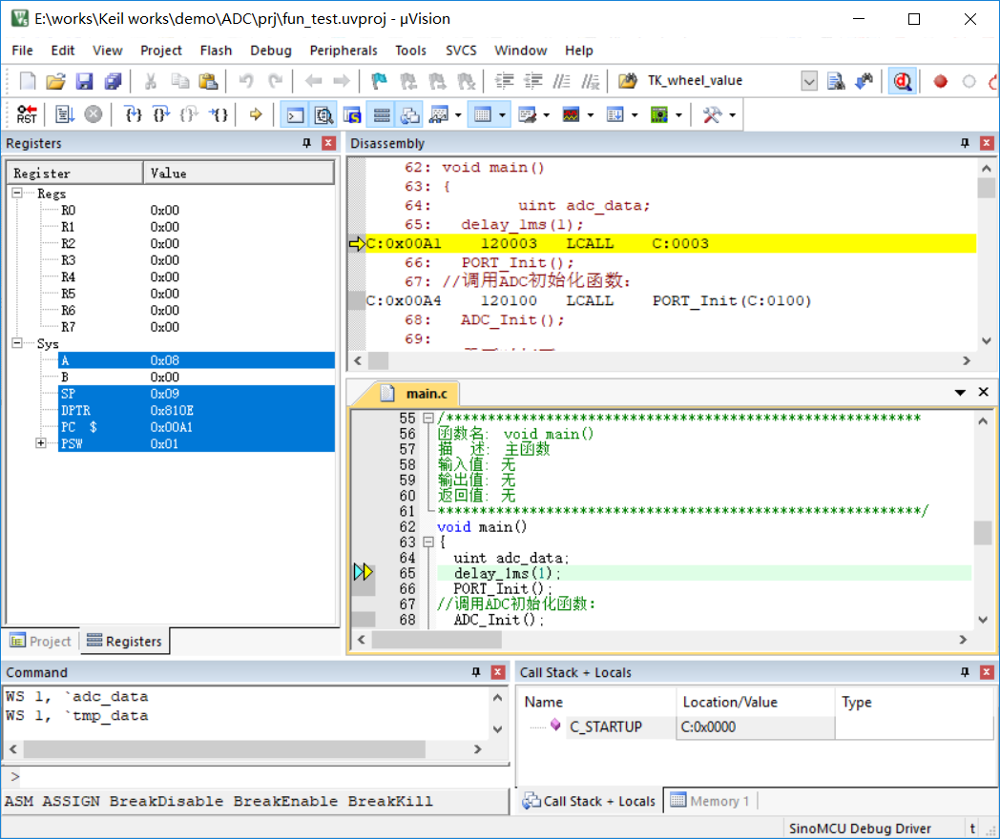 E:\works\Keil works\demo\ADC\prj\fun_test.uvproj - µVision
File Edit View Project Flash Debug Peripherals Tools SVCS Window Help
TK_wheel_value
RST
Registers
Register Value
Regs
R0 0x00
R1 0x00
R2 0x00
R3 0x00
R4 0x00
R5 0x00
R6 0x00
R7 0x00
Sys
A 0x08
B 0x00
SP 0x09
DPTR 0x810E
PC $ 0x00A1
PSW 0x01
Project Registers
Disassembly
62: void main()
63: {
64: uint adc_data;
65: delay_1ms(1);
C:0x00A1 120003 LCALL C:0003
66: PORT_Init();
67: //调用ADC初始化函数:
C:0x00A4 120100 LCALL PORT_Init(C:0100)
68: ADC_Init();
69:
main.c
55 /*********************************************************
56 函数名: void main()
57 描 述: 主函数
58 输入值: 无
59 输出值: 无
60 返回值: 无
61 **********************************************************/
62 void main()
63 {
64 uint adc_data;
65 delay_1ms(1);
66 PORT_Init();
67 //调用ADC初始化函数:
68 ADC_Init();
Command
WS 1, `adc_data
WS 1, `tmp_data
>
ASM ASSIGN BreakDisable BreakEnable BreakKill
Call Stack + Locals
Name Location/Value Type
C_STARTUP C:0x0000
Call Stack + Locals Memory 1
SinoMCU Debug Driver t